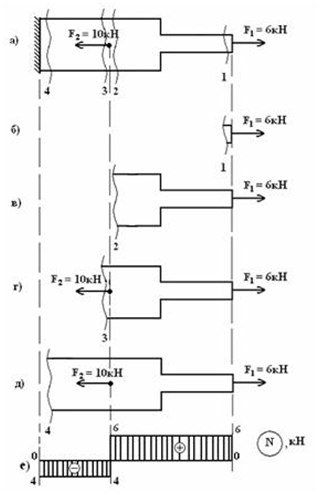 а)
F₂ = 10кН
F₁ = 6кН
4
3
2
1
б)
F₁ = 6кН
1
в)
F₁ = 6кН
2
г)
F₂ = 10кН
F₁ = 6кН
3
д)
F₂ = 10кН
F₁ = 6кН
4
е)
6
6
+
N , кН
0
0
−
4
4